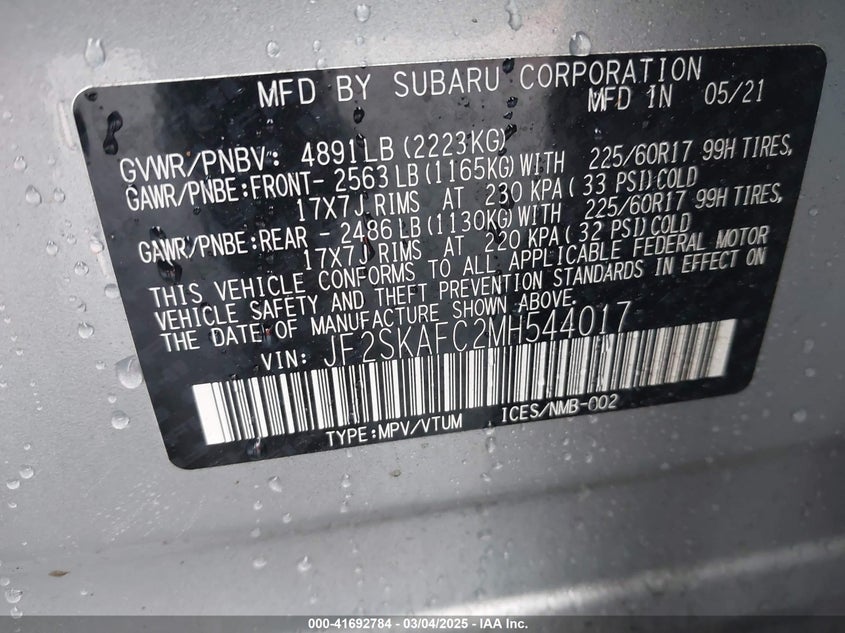 MFD BY SUBARU CORPORATION
MFD IN 05/21
GVWR/PNBV: 4891LB (2223KG)
GAWR/PNBE:FRONT- 2563 LB (1165KG) WITH 225/60R17 99H TIRES,
17X7J RIMS AT 230 KPA( 33 PSI) COLD
GAWR/PNBE:REAR - 2486 LB (1130KG) WITH 225/60R17 99H TIRES,
17X7J RIMS AT 220 KPA( 32 PSI) COLD
THIS VEHICLE CONFORMS TO ALL APPLICABLE FEDERAL MOTOR
VEHICLE SAFETY AND THEFT PREVENTION STANDARDS IN EFFECT ON
THE DATE OF MANUFACTURE SHOWN ABOVE.
VIN: JF2SKAFC2MH544017
TYPE:MPV/VTUM ICES/NMB-002
000-41692784 - 03/04/2025 - IAA Inc.